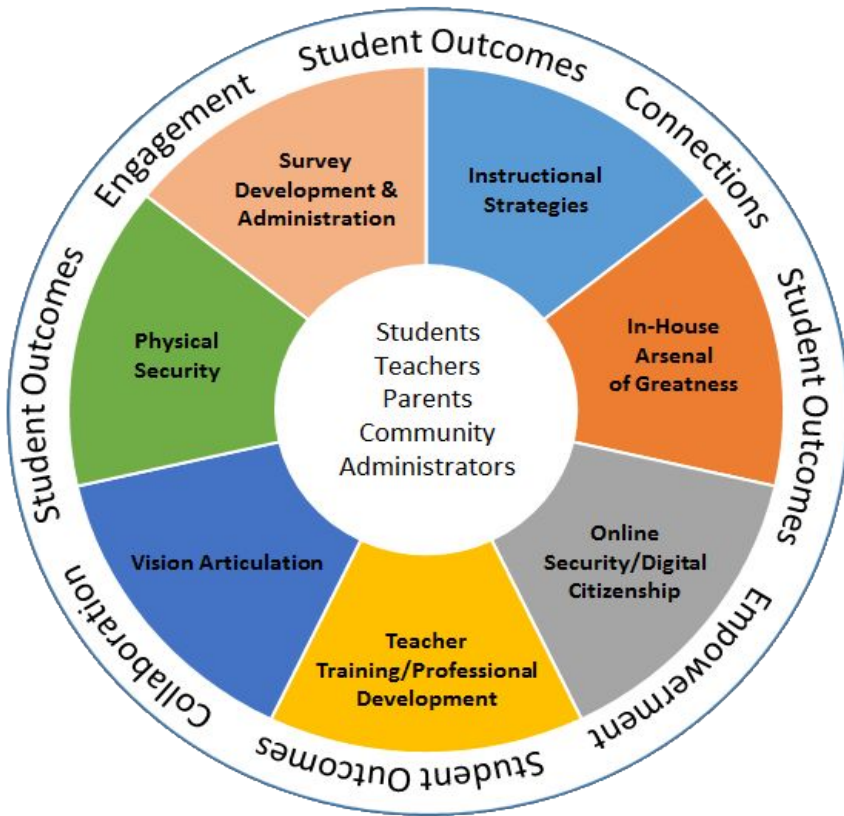 Student Outcomes
Connections
Student Outcomes
Empowerment
Student Outcomes
Collaboration
Student Outcomes
Engagement
Instructional
Strategies
In-House
Arsenal
of Greatness
Online
Security/Digital
Citizenship
Teacher
Training/Professional
Development
Vision Articulation
Physical
Security
Survey
Development &
Administration
Students
Teachers
Parents
Community
Administrators